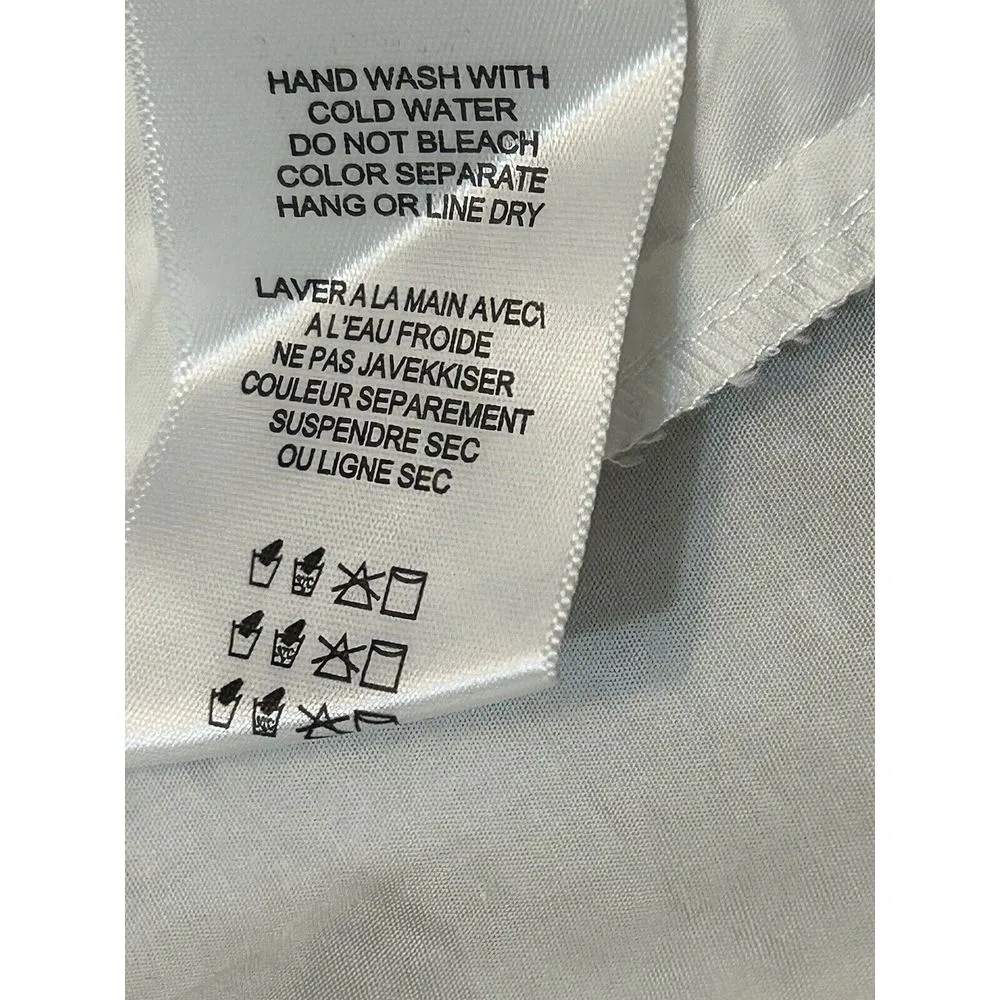 HAND WASH WITH
COLD WATER
DO NOT BLEACH
COLOR SEPARATE
HANG OR LINE DRY
LAVER A LA MAIN AVECI
A L'EAU FROIDE
NE PAS JAVEKKISER
COULEUR SEPAREMENT
SUSPENDRE SEC
OU LIGNE SEC